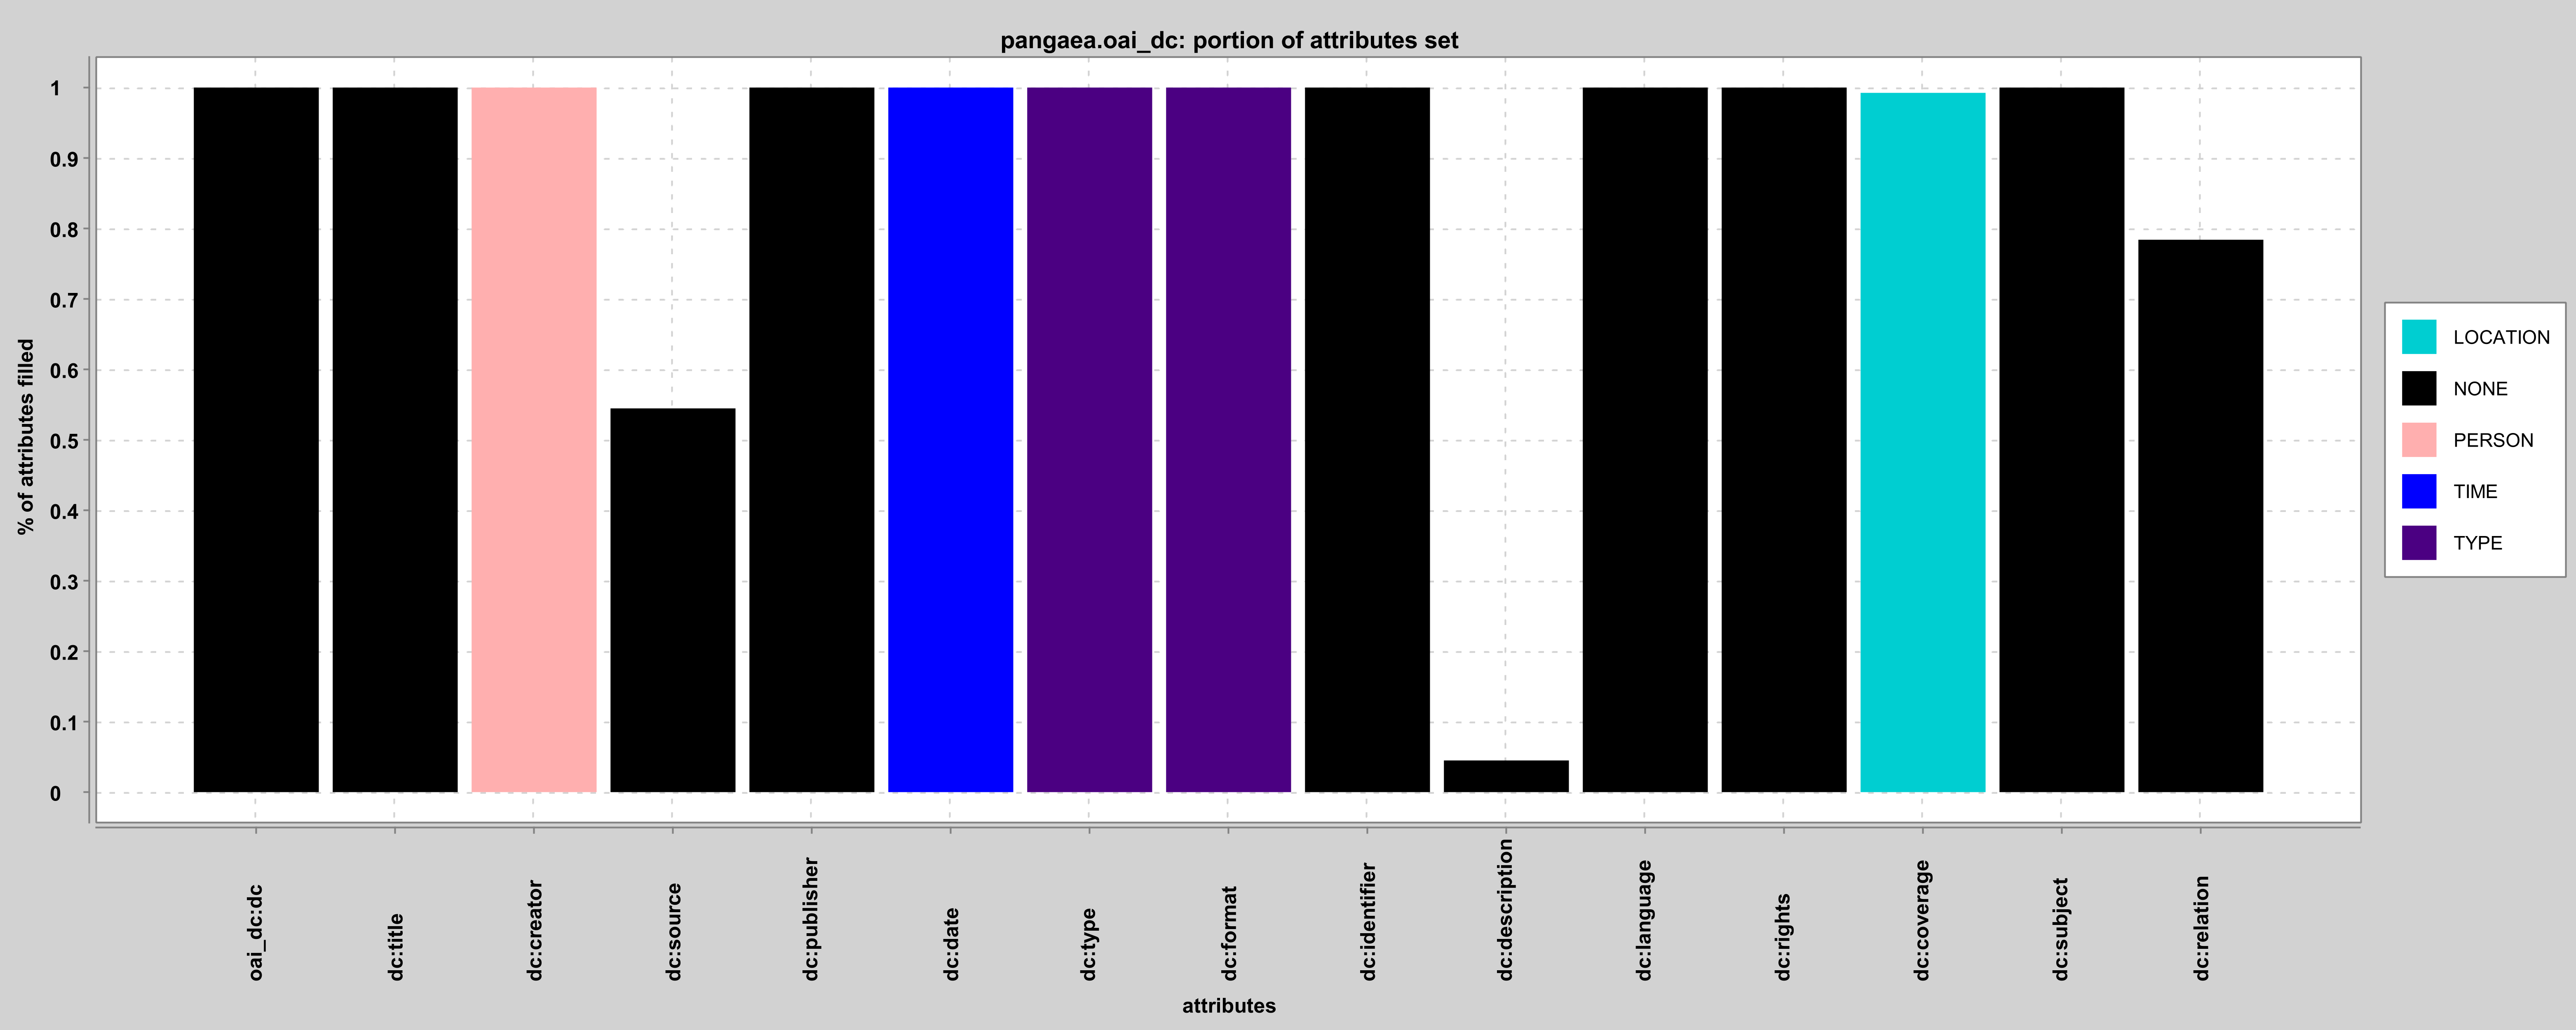 pangaea.oai_dc: portion of attributes set
% of attributes filled
1
0.9
0.8
0.7
0.6
0.5
0.4
0.3
0.2
0.1
0
oai_dc:dc
dc:title
dc:creator
dc:source
dc:publisher
dc:date
dc:type
dc:format
dc:identifier
dc:description
dc:language
dc:rights
dc:coverage
dc:subject
dc:relation
attributes
LOCATION
NONE
PERSON
TIME
TYPE